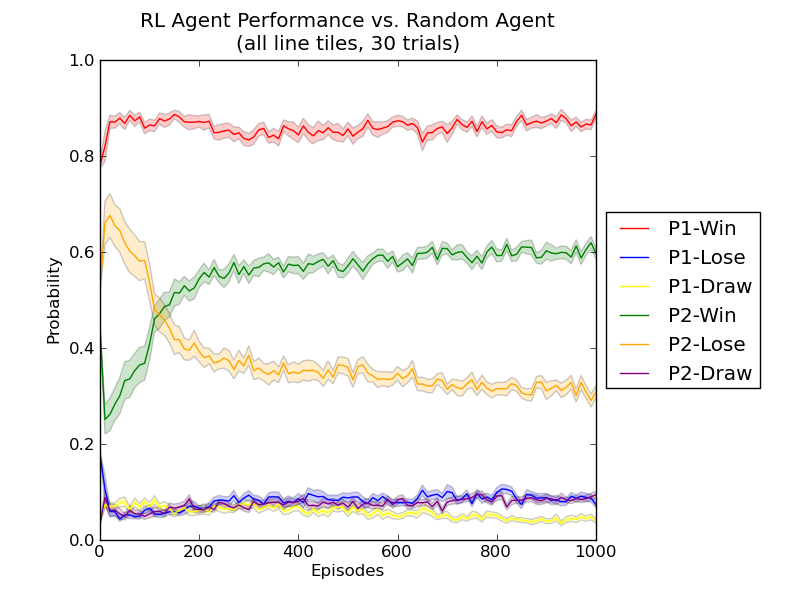 RL Agent Performance vs. Random Agent
(all line tiles, 30 trials)
1.0
0.8
0.6
0.4
0.2
0.0
Probability
0 200 400 600 800 1000
Episodes
P1-Win
P1-Lose
P1-Draw
P2-Win
P2-Lose
P2-Draw